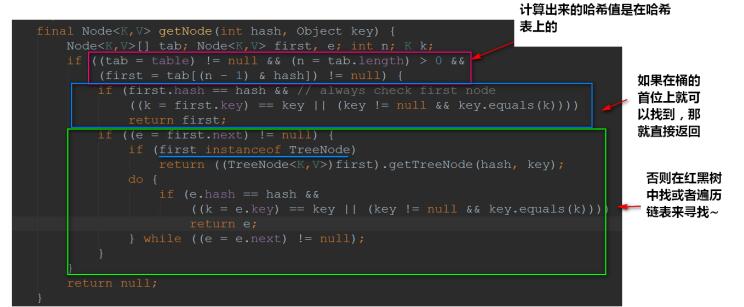 计算出来的哈希值是在哈希
表上的
final Node<K,V> getNode(int hash, Object key) {
Node<K,V>[] tab; Node<K,V> first, e; int n; K k;
if ((tab = table) != null && (n = tab.length) > 0 &&
(first = tab[(n - 1) & hash]) != null) {
if (first.hash == hash && // always check first node
((k = first.key) == key || (key != null && key.equals(k))))
return first;
如果在桶的
首位上就可
以找到，那
就直接返回
if ((e = first.next) != null) {
if (first instanceof TreeNode)
return ((TreeNode<K,V>)first).getTreeNode(hash, key);
do {
if (e.hash == hash &&
((k = e.key) == key || (key != null && key.equals(k))))
return e;
} while ((e = e.next) != null);
}
}
return null;
}
否则在红黑树
中找或者遍历
链表来寻找~